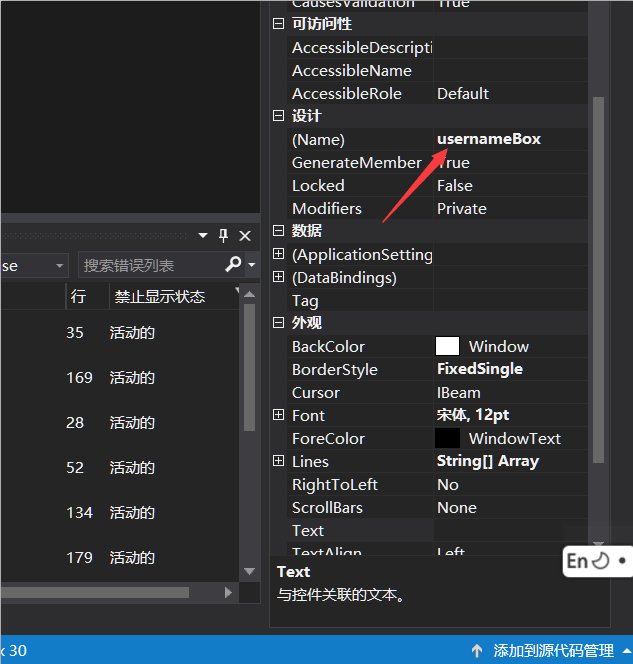 CausesValidation True
可访问性
AccessibleDescripti
AccessibleName
AccessibleRole Default
设计
(Name) usernameBox
GenerateMember True
Locked False
Modifiers Private
数据
(ApplicationSetting
(DataBindings)
Tag
外观
BackColor Window
BorderStyle FixedSingle
Cursor IBeam
Font 宋体, 12pt
ForeColor WindowText
Lines String[] Array
RightToLeft No
ScrollBars None
Text
TextAlign Left
Text
与控件关联的文本。
se
搜索错误列表
行 禁止显示状态
35 活动的
169 活动的
28 活动的
52 活动的
134 活动的
179 活动的
En
x 30
添加到源代码管理